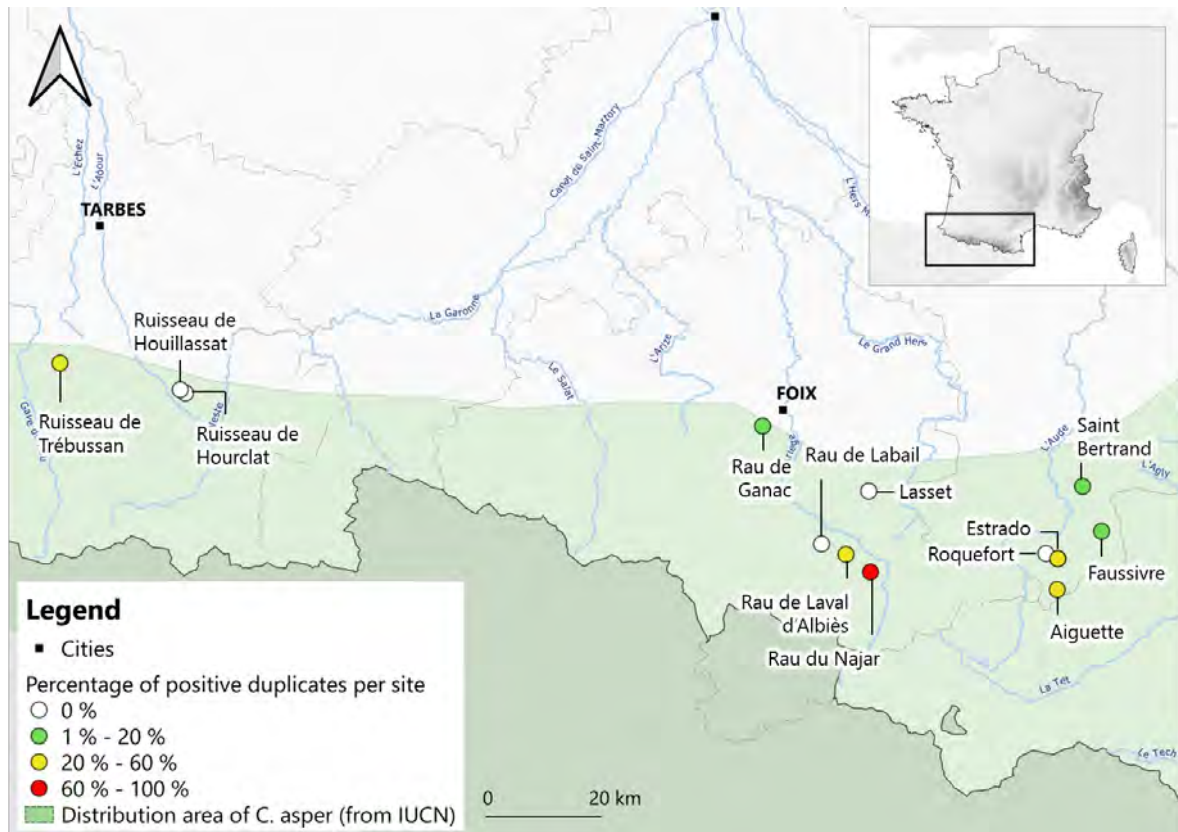 L'Échez
L'Adour
TARBES
Canal de Saint-Martory
L'Hers
La Garonne
Ruisseau de
Houillassat
Ruisseau de
Trébussan
Ruisseau de
Hourclat
Le Salat
L'Arize
Le Grand Hers
FOIX
Rau de
Ganac
Rau de Labail
Lasset
L'Aude
Saint
Bertrand
L'Agly
Estrado
Roquefort
Faussivre
Rau de Laval
d'Albiès
Aiguette
Rau du Najar
La Têt
Le Tech
Legend
Cities
Percentage of positive duplicates per site
0 %
1 % - 20 %
20 % - 60 %
60 % - 100 %
Distribution area of C. asper (from IUCN)
0 20 km